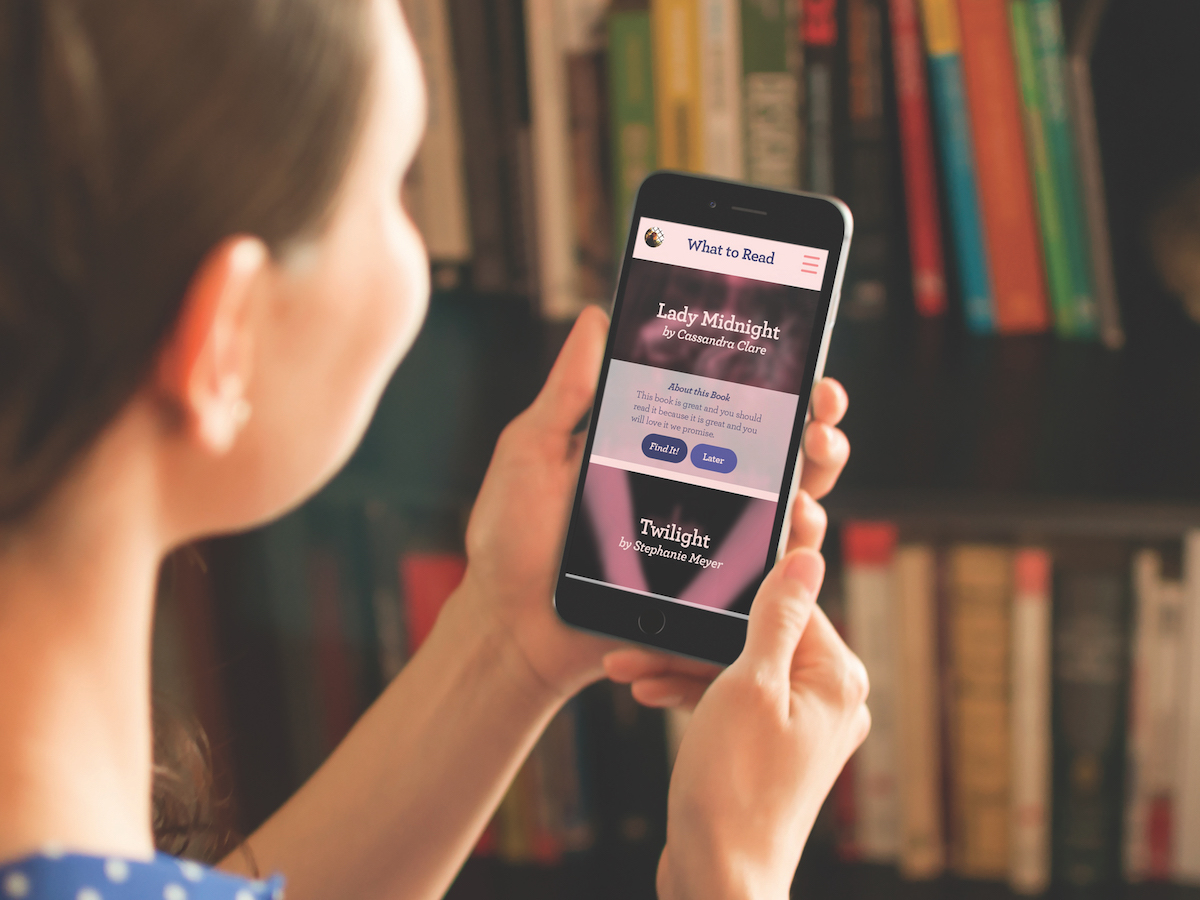 What to Read
Lady Midnight
by Cassandra Clare
About this Book
This book is great and you should
read it because it is great and you
will love it we promise.
Find It!
Later
Twilight
by Stephanie Meyer